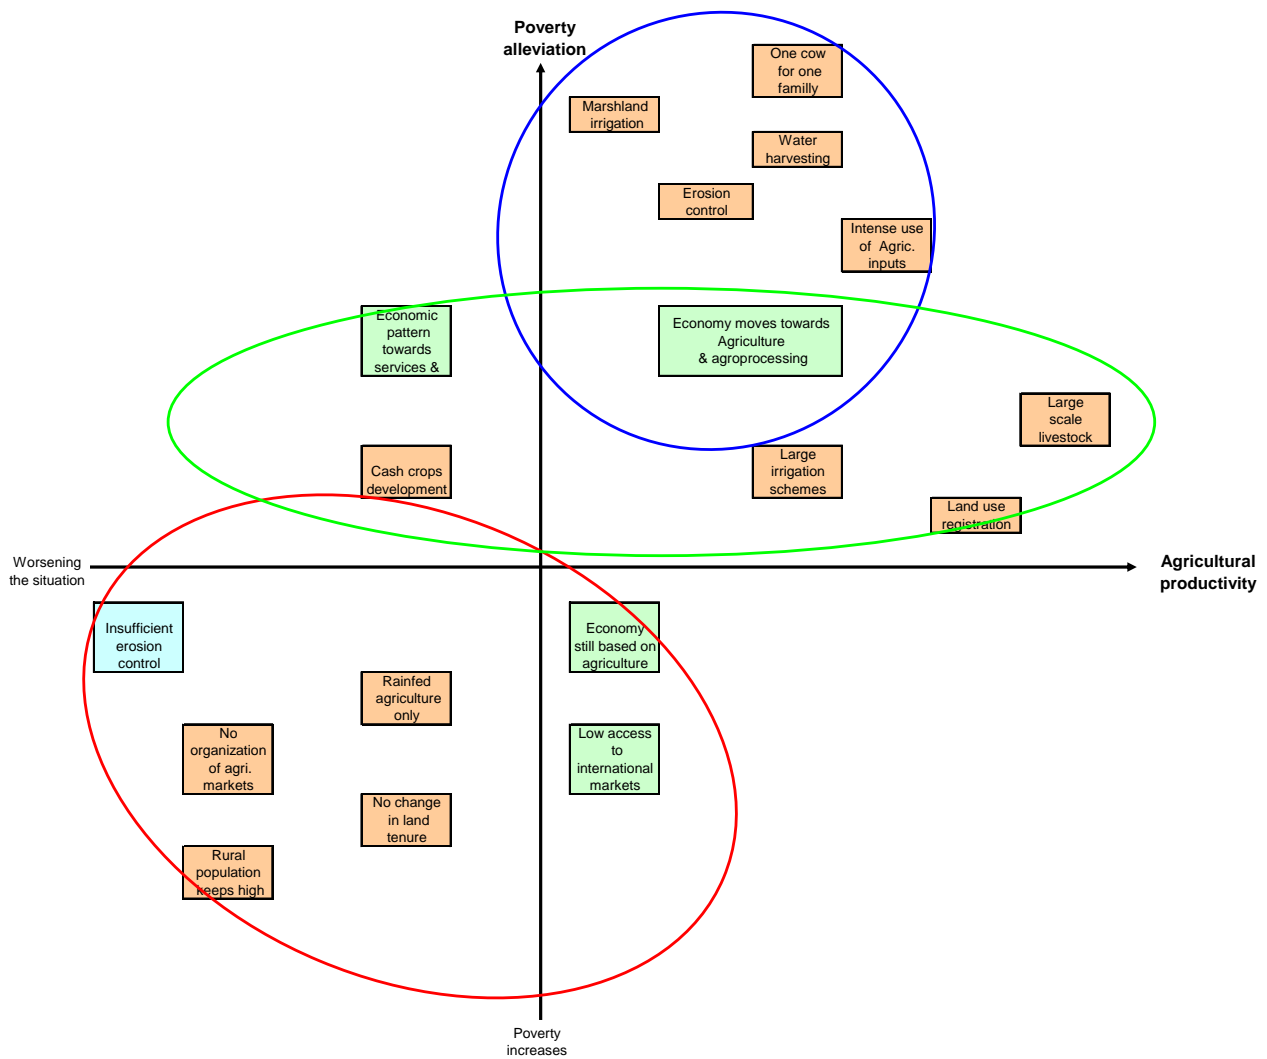 Poverty
alleviation
One cow
for one
familly
Marshland
irrigation
Water
harvesting
Erosion
control
Intense use
of Agric.
inputs
Economic
pattern
towards
services &
Economy moves towards
Agriculture
& agroprocessing
Large
scale
livestock
Cash crops
development
Large
irrigation
schemes
Land use
registration
Worsening
the situation
Agricultural
productivity
Insufficient
erosion
control
Economy
still based on
agriculture
Rainfed
agriculture
only
No
organization
of agri.
markets
Low access
to
international
markets
No change
in land
tenure
Rural
population
keeps high
Poverty
increases